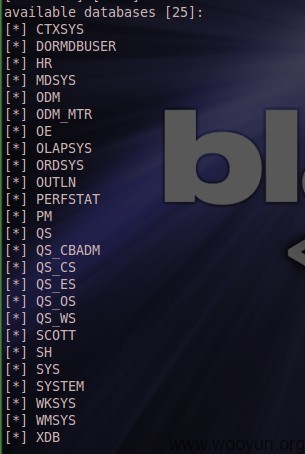 available databases [25]:
[*] CTXSYS
[*] DORMDBUSER
[*] HR
[*] MDSYS
[*] ODM
[*] ODM_MTR
[*] OE
[*] OLAPSYS
[*] ORDSYS
[*] OUTLN
[*] PERFSTAT
[*] PM
[*] QS
[*] QS_CBADM
[*] QS_CS
[*] QS_ES
[*] QS_OS
[*] QS_WS
[*] SCOTT
[*] SH
[*] SYS
[*] SYSTEM
[*] WKSYS
[*] WMSYS
[*] XDB
bl
<
www.wooyun.org